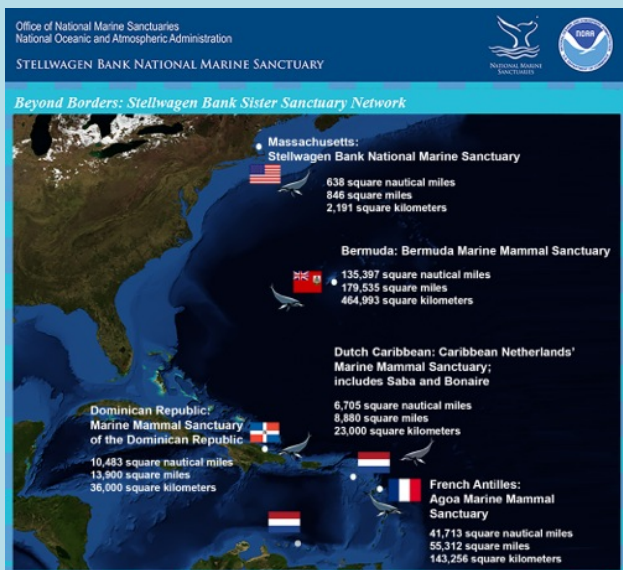 Office of National Marine Sanctuaries
National Oceanic and Atmospheric Administration
STELLWAGEN BANK NATIONAL MARINE SANCTUARY
NATIONAL MARINE
SANCTUARIES
NOAA
Beyond Borders: Stellwagen Bank Sister Sanctuary Network
Massachusetts:
Stellwagen Bank National Marine Sanctuary
638 square nautical miles
846 square miles
2,191 square kilometers
Bermuda: Bermuda Marine Mammal Sanctuary
135,397 square nautical miles
179,535 square miles
464,993 square kilometers
Dutch Caribbean: Caribbean Netherlands'
Marine Mammal Sanctuary;
includes Saba and Bonaire
6,705 square nautical miles
8,880 square miles
23,000 square kilometers
Dominican Republic:
Marine Mammal Sanctuary
of the Dominican Republic
10,483 square nautical miles
13,900 square miles
36,000 square kilometers
French Antilles:
Agoa Marine Mammal
Sanctuary
41,713 square nautical miles
55,312 square miles
143,256 square kilometers